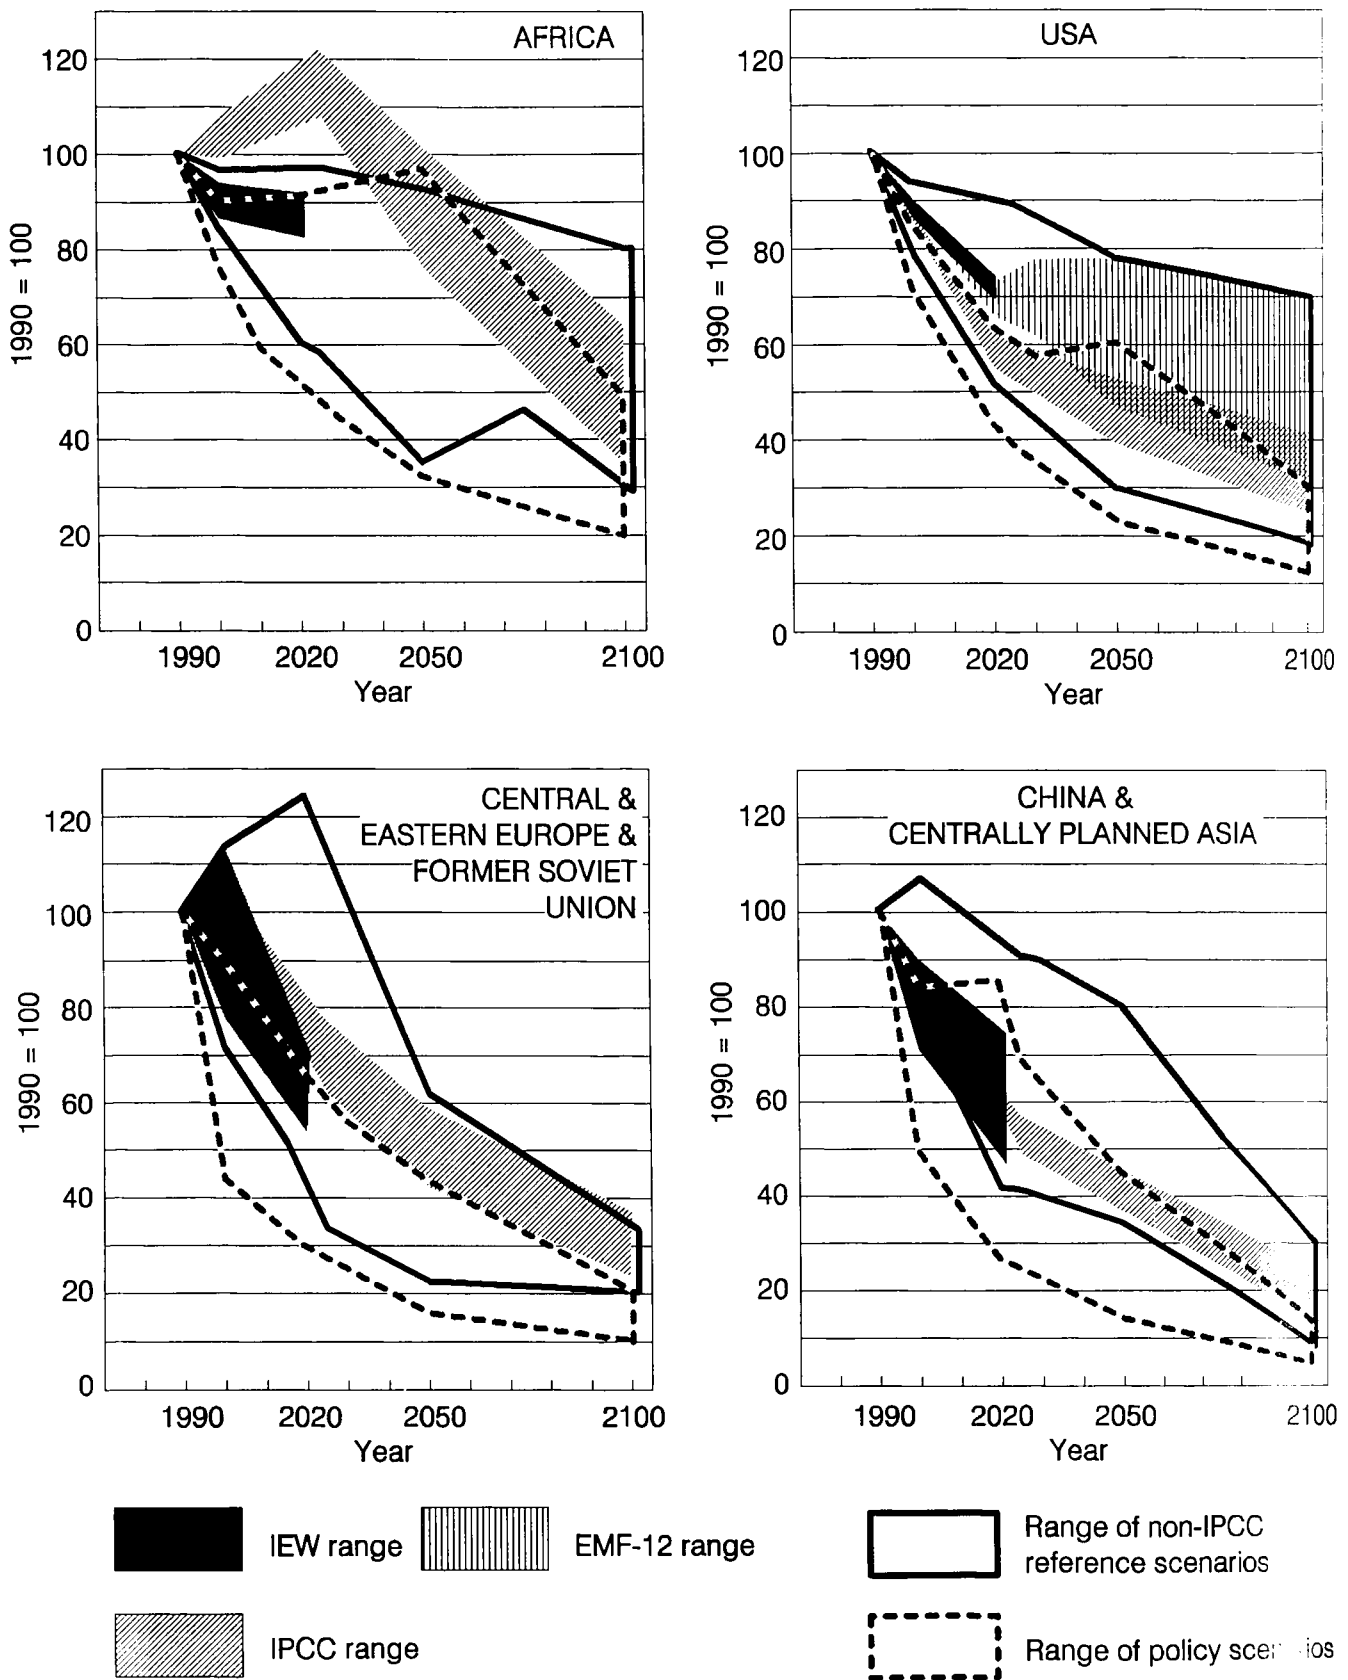 AFRICA
120
100
80
60
40
20
0
1990 = 100
1990 2020 2050 2100
Year
USA
120
100
80
60
40
20
0
1990 = 100
1990 2020 2050 2100
Year
CENTRAL &
EASTERN EUROPE &
FORMER SOVIET
UNION
120
100
80
60
40
20
0
1990 = 100
1990 2020 2050 2100
Year
CHINA &
CENTRALLY PLANNED ASIA
120
100
80
60
40
20
0
1990 = 100
1990 2020 2050 2100
Year
IEW range
EMF-12 range
Range of non-IPCC
reference scenarios
IPCC range
Range of policy